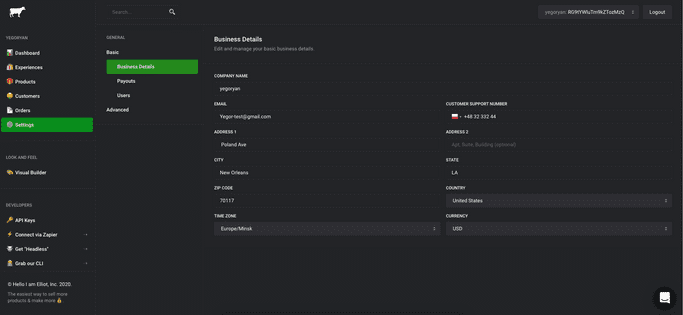 Search...
yegoryan RG9tYWluTm9kZTozMzQ
Logout
YEGORYAN
Dashboard
Experiences
Products
Customers
Orders
Settings
LOOK AND FEEL
Visual Builder
DEVELOPERS
API Keys
Connect via Zapier
Get "Headless"
Grab our CLI
© Hello I am Elliot, Inc. 2020.
The easiest way to sell more
products & make more
GENERAL
Basic
Business Details
Payouts
Users
Advanced
Business Details
Edit and manage your basic business details
COMPANY NAME
yegoryan
EMAIL
CUSTOMER SUPPORT NUMBER
Yegor-test@gmail.com
+48 32 332 44
ADDRESS 1
ADDRESS 2
Poland Ave
Apt, Suite, Building (optional)
CITY
STATE
New Orleans
LA
ZIP CODE
COUNTRY
70117
United States
TIME ZONE
CURRENCY
Europe/Minsk
USD